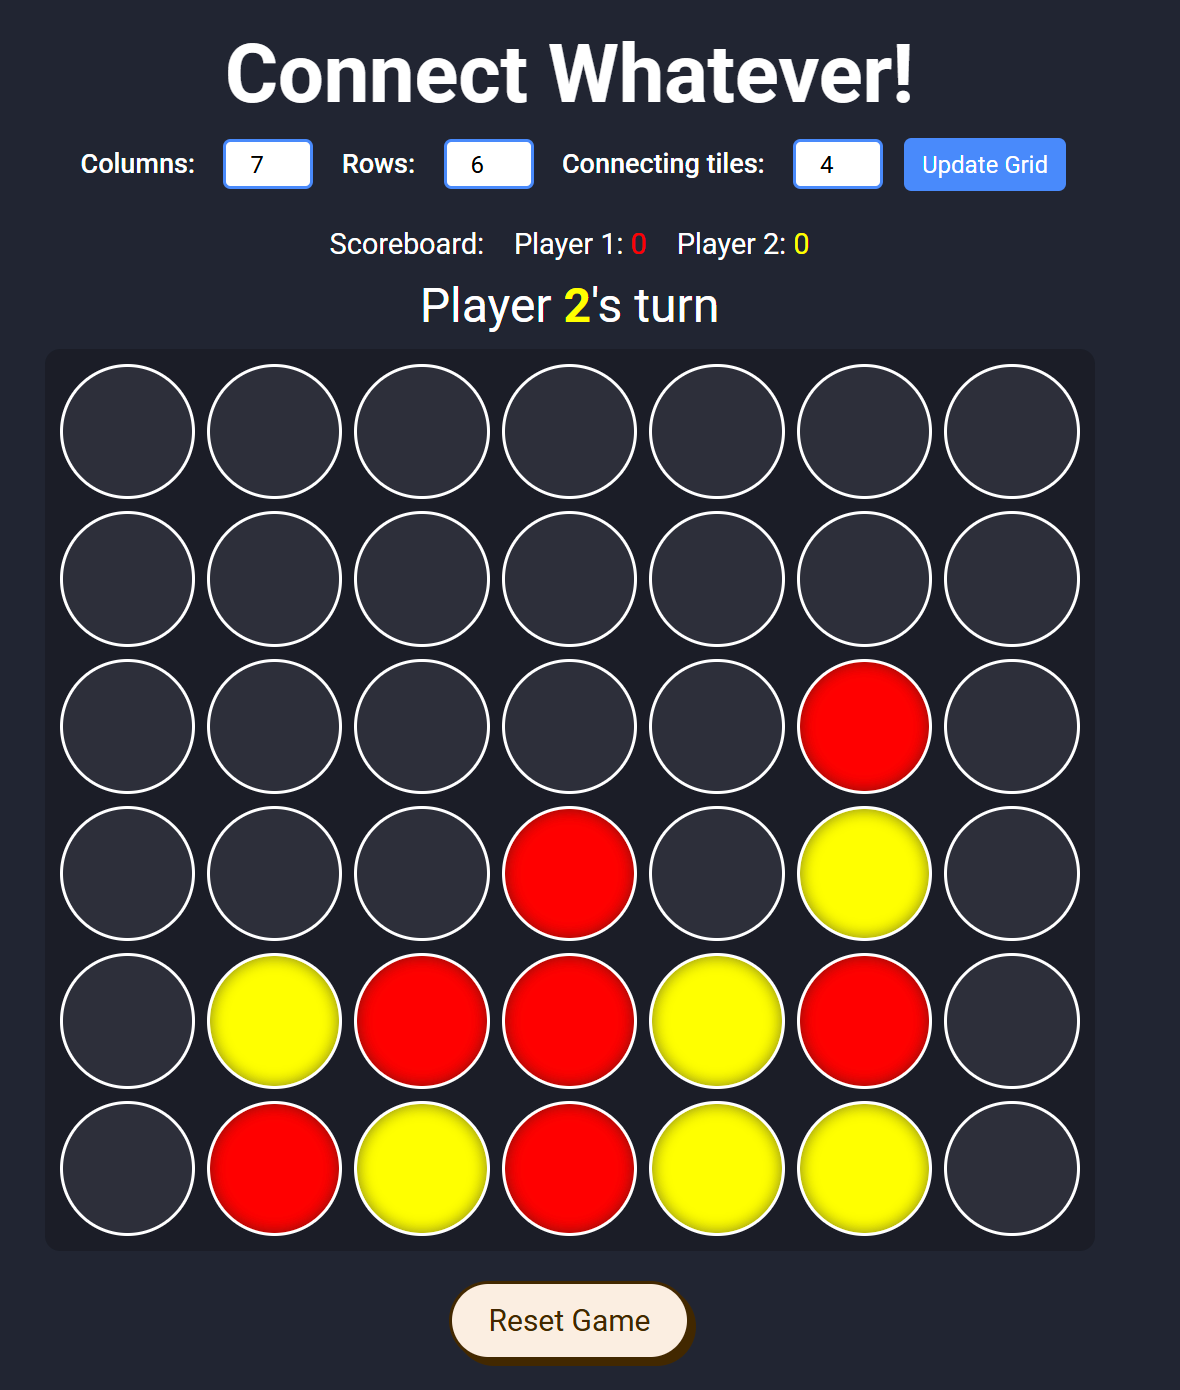 Connect Whatever!
Columns: 7 Rows: 6 Connecting tiles: 4 Update Grid
Scoreboard: Player 1: 0 Player 2: 0
Player 2's turn
Reset Game